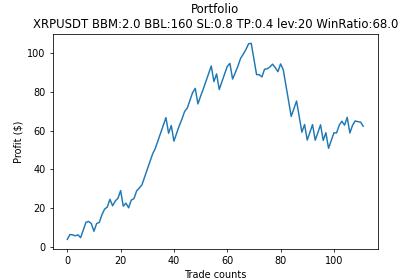 Portfolio
XRPUSDT BBM:2.0 BBL:160 SL:0.8 TP:0.4 lev:20 WinRatio:68.0
100
80
60
40
20
0
Profit ($)
0 20 40 60 80 100
Trade counts